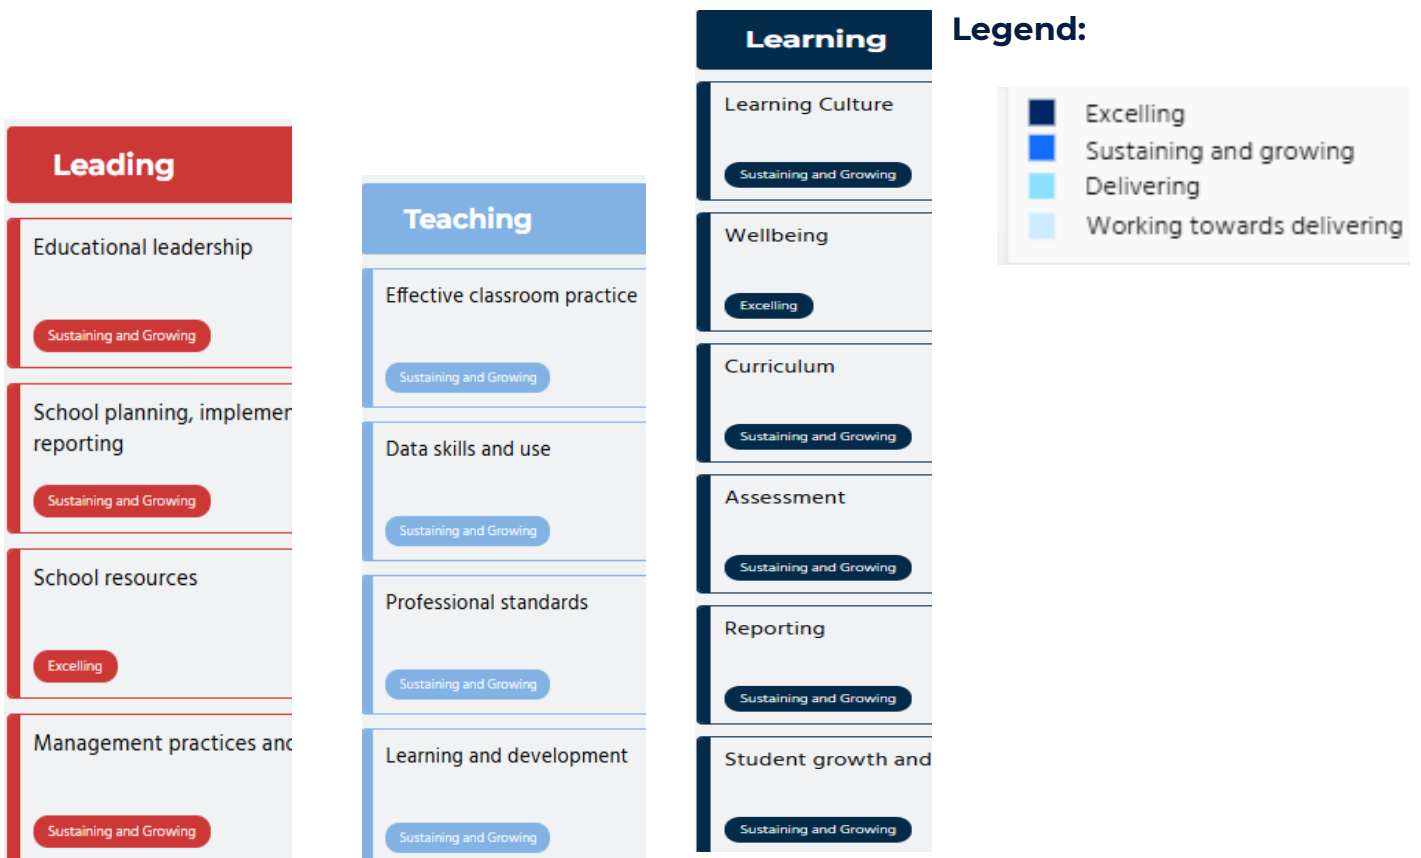 Leading
Educational leadership
Sustaining and Growing
School planning,
reporting
Sustaining and Growing
School resources
Excelling
Management practices
Sustaining and Growing
Teaching
Effective classroom practice
Sustaining and Growing
Data skills and use
Sustaining and Growing
Professional standards
Sustaining and Growing
Learning and development
Sustaining and Growing
Learning
Learning Culture
Sustaining and Growing
Wellbeing
Excelling
Curriculum
Sustaining and Growing
Assessment
Sustaining and Growing
Reporting
Sustaining and Growing
Student growth and
Sustaining and Growing
Legend:
Excelling
Sustaining and growing
Delivering
Working towards delivering